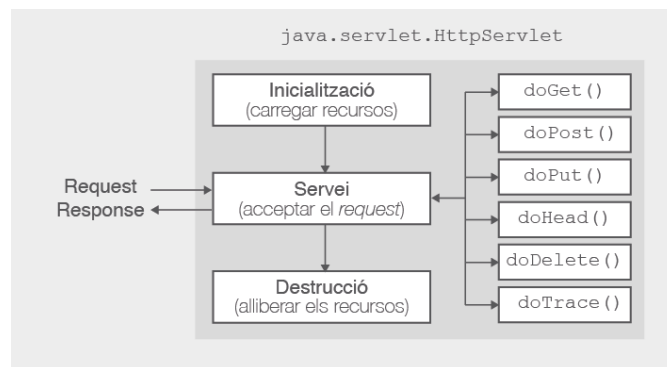 java.servlet.HttpServlet
Inicialització
(carregar recursos)
Request
Response
Servei
(acceptar el request)
Destrucció
(alliberar els recursos)
doGet()
doPost()
doPut()
doHead()
doDelete()
doTrace()